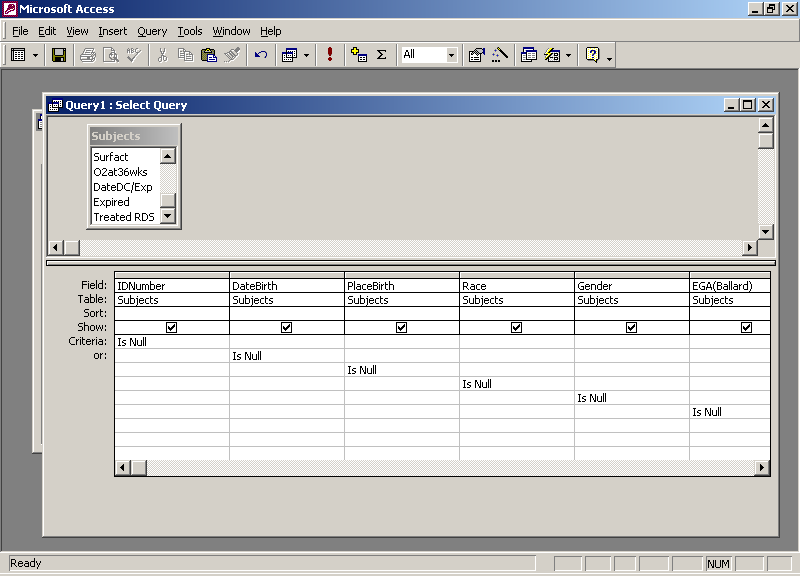 Microsoft Access
File Edit View Insert Query Tools Window Help
ABC All Σ ?
Query1 : Select Query
Subjects
Surfact
O2at36wks
DateDC/Exp
Expired
Treated RDS
Field: IDNumber DateBirth PlaceBirth Race Gender EGA(Ballard)
Table: Subjects Subjects Subjects Subjects Subjects Subjects
Sort:
Show:
Criteria: Is Null
or: Is Null
Is Null
Is Null
Is Null
Is Null
Ready NUM